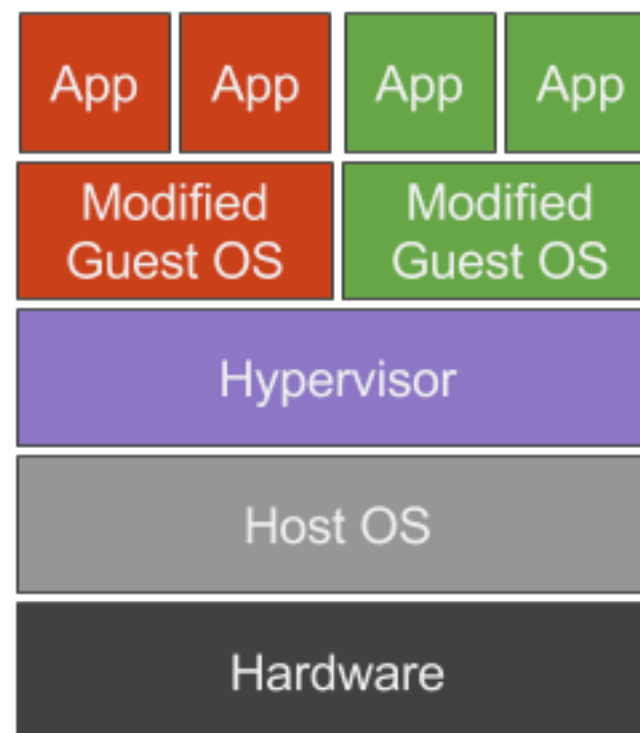 App App App App
Modified Modified
Guest OS Guest OS
Hypervisor
Host OS
Hardware